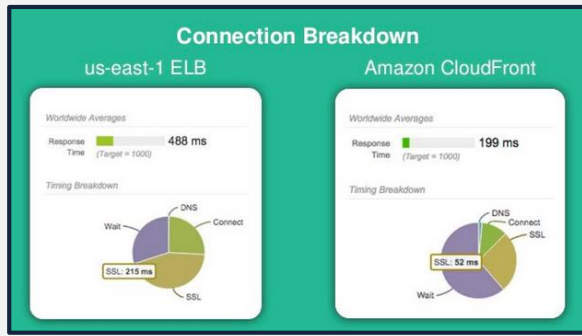 Connection Breakdown
us-east-1 ELB
Worldwide Averages
Response Time
488 ms
(Target = 1000)
Timing Breakdown
DNS
Connect
Wait
SSL: 215 ms
SSL
Amazon CloudFront
Worldwide Averages
Response Time
199 ms
(Target = 1000)
Timing Breakdown
DNS
Connect
SSL
SSL: 52 ms
Wait